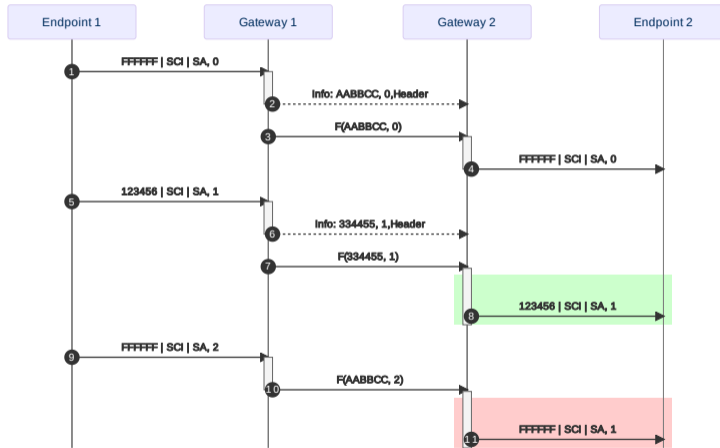 Endpoint 1
Gateway 1
Gateway 2
Endpoint 2
1
FFFFFF | SCI | SA, 0
2
Info: AABBCC, 0,Header
3
F(AABBCC, 0)
4
FFFFFF | SCI | SA, 0
5
123456 | SCI | SA, 1
6
Info: 334455, 1,Header
7
F(334455, 1)
8
123456 | SCI | SA, 1
9
FFFFFF | SCI | SA, 2
10
F(AABBCC, 2)
11
FFFFFF | SCI | SA, 1